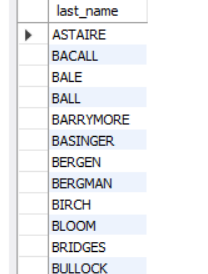 last_name
ASTAIRE
BACALL
BALE
BALL
BARRYMORE
BASINGER
BERGEN
BERGMAN
BIRCH
BLOOM
BRIDGES
BULLOCK